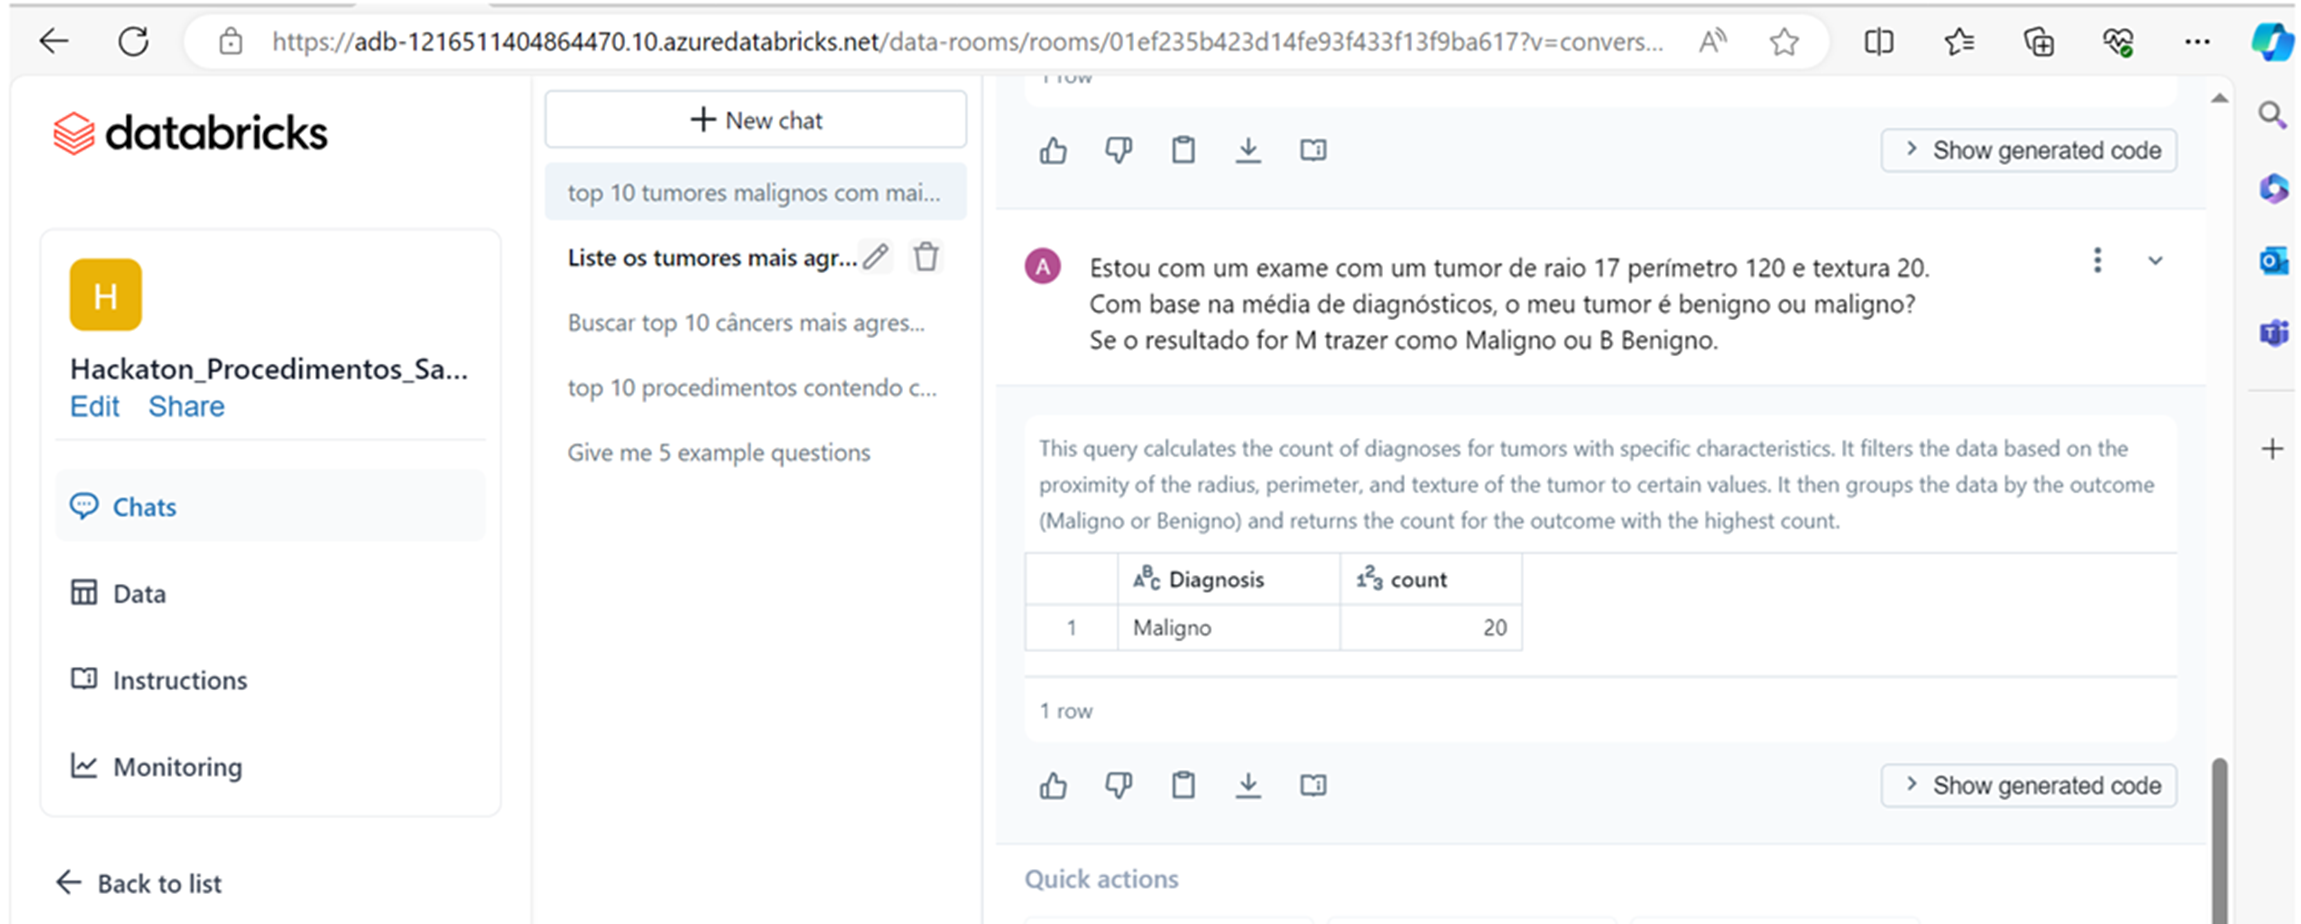 https://adb-1216511404864470.10.azuredatabricks.net/data-rooms/rooms/01ef235b423d14fe93f433f13f9ba617?v=convers...
databricks
H
Hackaton_Procedimentos_Sa...
Edit Share
Chats
Data
Instructions
Monitoring
Back to list
+ New chat
top 10 tumores malignos com mai...
Liste os tumores mais agr...
Buscar top 10 câncers mais agres...
top 10 procedimentos contendo c...
Give me 5 example questions
1 row
Show generated code
A
Estou com um exame com um tumor de raio 17 perímetro 120 e textura 20.
Com base na média de diagnósticos, o meu tumor é benigno ou maligno?
Se o resultado for M trazer como Maligno ou B Benigno.
This query calculates the count of diagnoses for tumors with specific characteristics. It filters the data based on the
proximity of the radius, perimeter, and texture of the tumor to certain values. It then groups the data by the outcome
(Maligno or Benigno) and returns the count for the outcome with the highest count.
ABC Diagnosis 123 count
1 Maligno 20
1 row
Show generated code
Quick actions